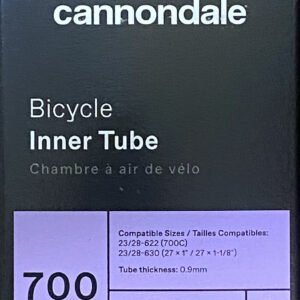 cannondale
Bicycle
Inner Tube
Chambre à air de vélo
Compatible Sizes / Tailles Compatibles:
23/28-622 (700C)
23/28-630 (27 × 1" / 27 × 1-1/8")
Tube thickness: 0.9mm
700